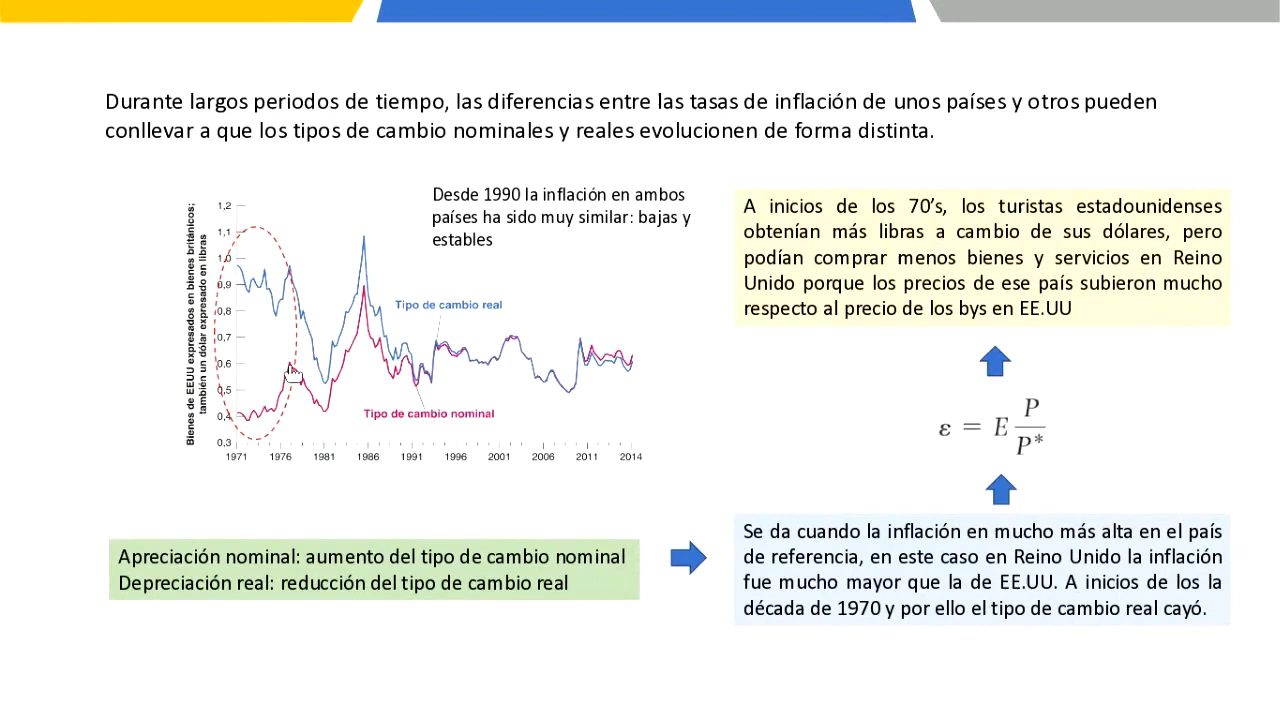 Durante largos periodos de tiempo, las diferencias entre las tasas de inflación de unos países y otros pueden
conllevar a que los tipos de cambio nominales y reales evolucionen de forma distinta.
Desde 1990 la inflación en ambos
países ha sido muy similar: bajas y
estables
Bienes de EEUU expresados en bienes británicos;
también un dólar expresado en libras
1,2
1,1
1,0
0,9
0,8
0,7
0,6
0,5
0,4
0,3
Tipo de cambio real
Tipo de cambio nominal
1971 1976 1981 1986 1991 1996 2001 2006 2011 2014
A inicios de los 70’s, los turistas estadounidenses
obtenían más libras a cambio de sus dólares, pero
podían comprar menos bienes y servicios en Reino
Unido porque los precios de ese país subieron mucho
respecto al precio de los bys en EE.UU
ε = E P/P*
Apreciación nominal: aumento del tipo de cambio nominal
Depreciación real: reducción del tipo de cambio real
Se da cuando la inflación en mucho más alta en el país
de referencia, en este caso en Reino Unido la inflación
fue mucho mayor que la de EE.UU. A inicios de los la
década de 1970 y por ello el tipo de cambio real cayó.